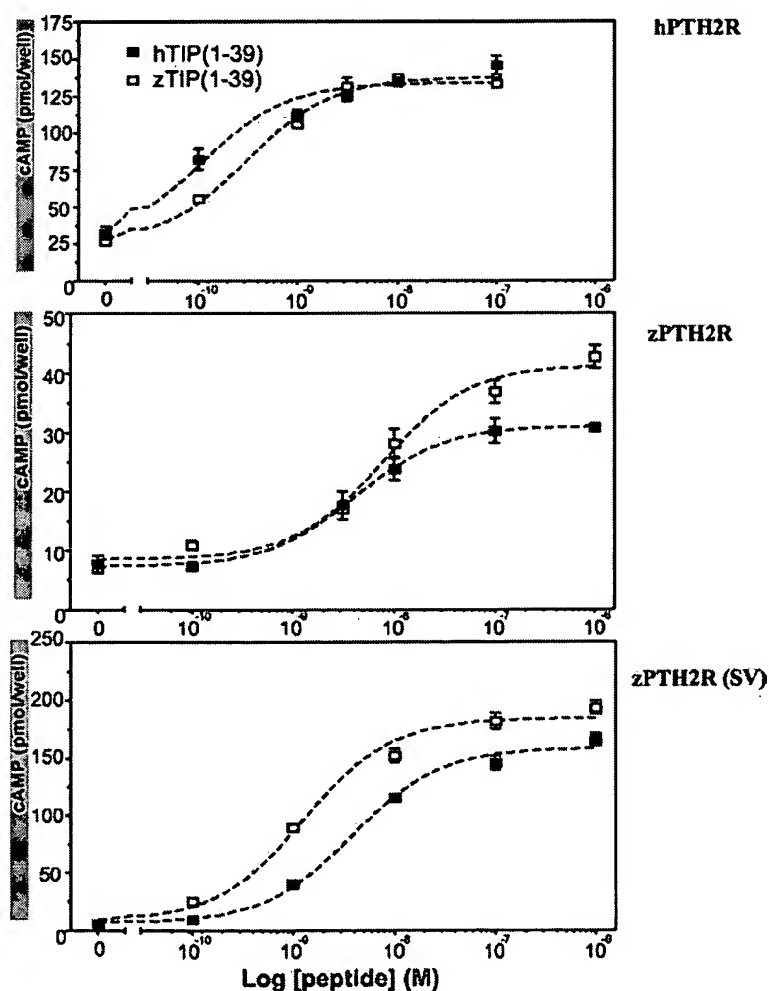 hPTH2R
cAMP (pmol/well)
175
150
125
100
75
50
25
0
hTIP(1-39)
zTIP(1-39)
0 10⁻¹⁰ 10⁻⁹ 10⁻⁸ 10⁻⁷ 10⁻⁶
zPTH2R
cAMP (pmol/well)
50
40
30
20
10
0
0 10⁻¹⁰ 10⁻⁹ 10⁻⁸ 10⁻⁷ 10⁻⁶
zPTH2R (SV)
(cAMP (pmol/well)
250
200
150
100
50
0
0 10⁻¹⁰ 10⁻⁹ 10⁻⁸ 10⁻⁷
Log [peptide] (M)